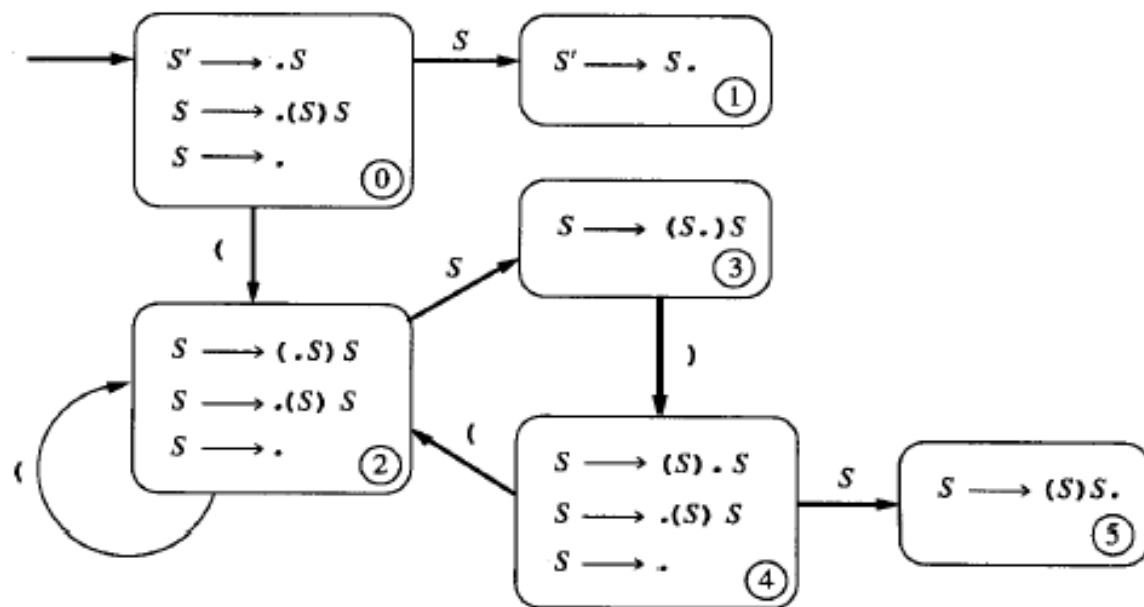 S' ⟶ .S
S ⟶ .(S)S
S ⟶ .
0
S
S' ⟶ S.
1
(
S
S ⟶ (S.)S
3
)
S ⟶ (.S)S
S ⟶ .(S) S
S ⟶ .
2
(
(
S ⟶ (S).S
S ⟶ .(S) S
S ⟶ .
4
S
S ⟶ (S)S.
5